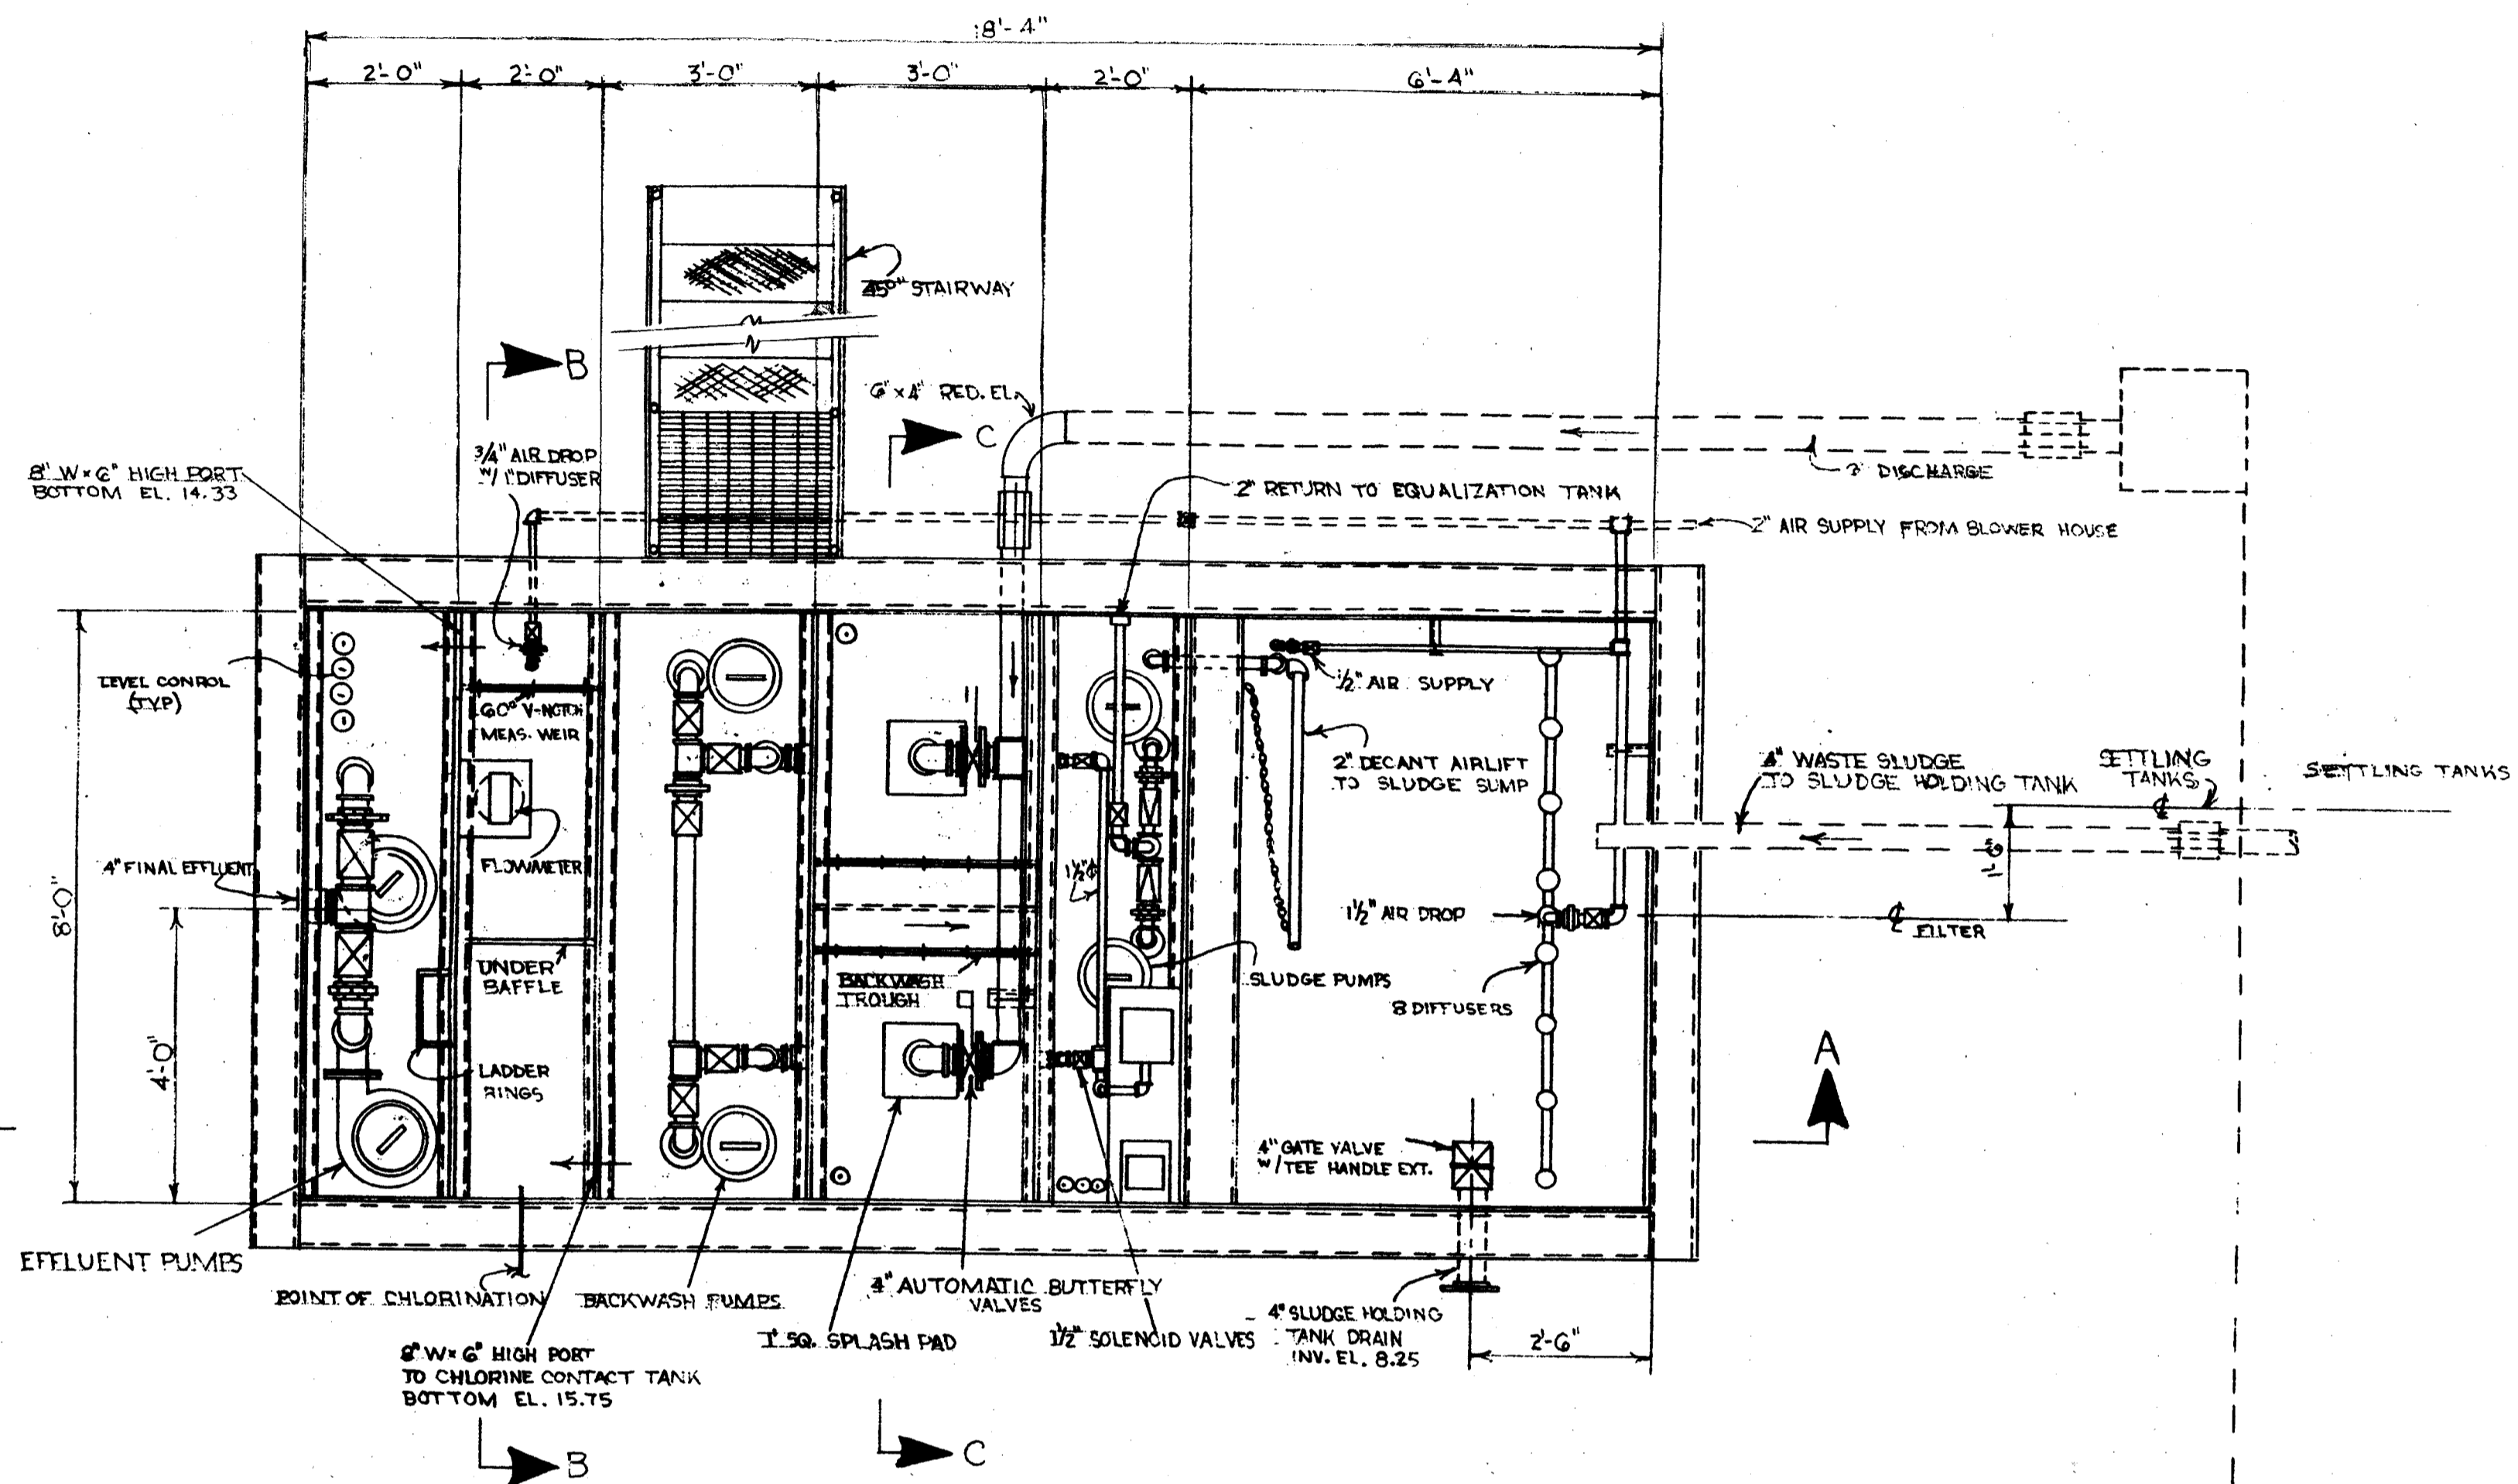 18'-4"
2'-0"
2'-0"
3'-0"
3'-0"
2'-0"
6'-4"
45° STAIRWAY
B
6"x4" RED. EL.
C
3/4" AIR DROP
w/ 1" DIFFUSER
8" W x 6" HIGH PORT
BOTTOM EL. 14.33
DISCHARGE
2" RETURN TO EQUALIZATION TANK
2" AIR SUPPLY FROM BLOWER HOUSE
LEVEL CONROL
(TYP)
60° V-NOTCH
MEAS. WEIR
1/2" AIR SUPPLY
2" DECANT AIRLIFT
TO SLUDGE SUMP
4" WASTE SLUDGE
TO SLUDGE HOLDING TANK
SETTLING
TANKS
SETTLING TANKS
4" FINAL EFFLUENT
FLOWMETER
1½"ϕ
8'-0"
4'-0"
1½" AIR DROP
℄
℄
FILTER
UNDER
BAFFLE
BACKWASH
TROUGH
SLUDGE PUMPS
8 DIFFUSERS
LADDER
RINGS
A
4" GATE VALVE
w/TEE HANDLE EXT.
EFFLUENT PUMPS
POINT OF CHLORINATION
BACKWASH PUMPS
4" AUTOMATIC BUTTERFLY
VALVES
1' SQ. SPLASH PAD
1½" SOLENOID VALVES
4" SLUDGE HOLDING
TANK DRAIN
INV. EL. 8.25
2'-6"
8" W x 6" HIGH PORT
TO CHLORINE CONTACT TANK
BOTTOM EL. 15.75
B
C